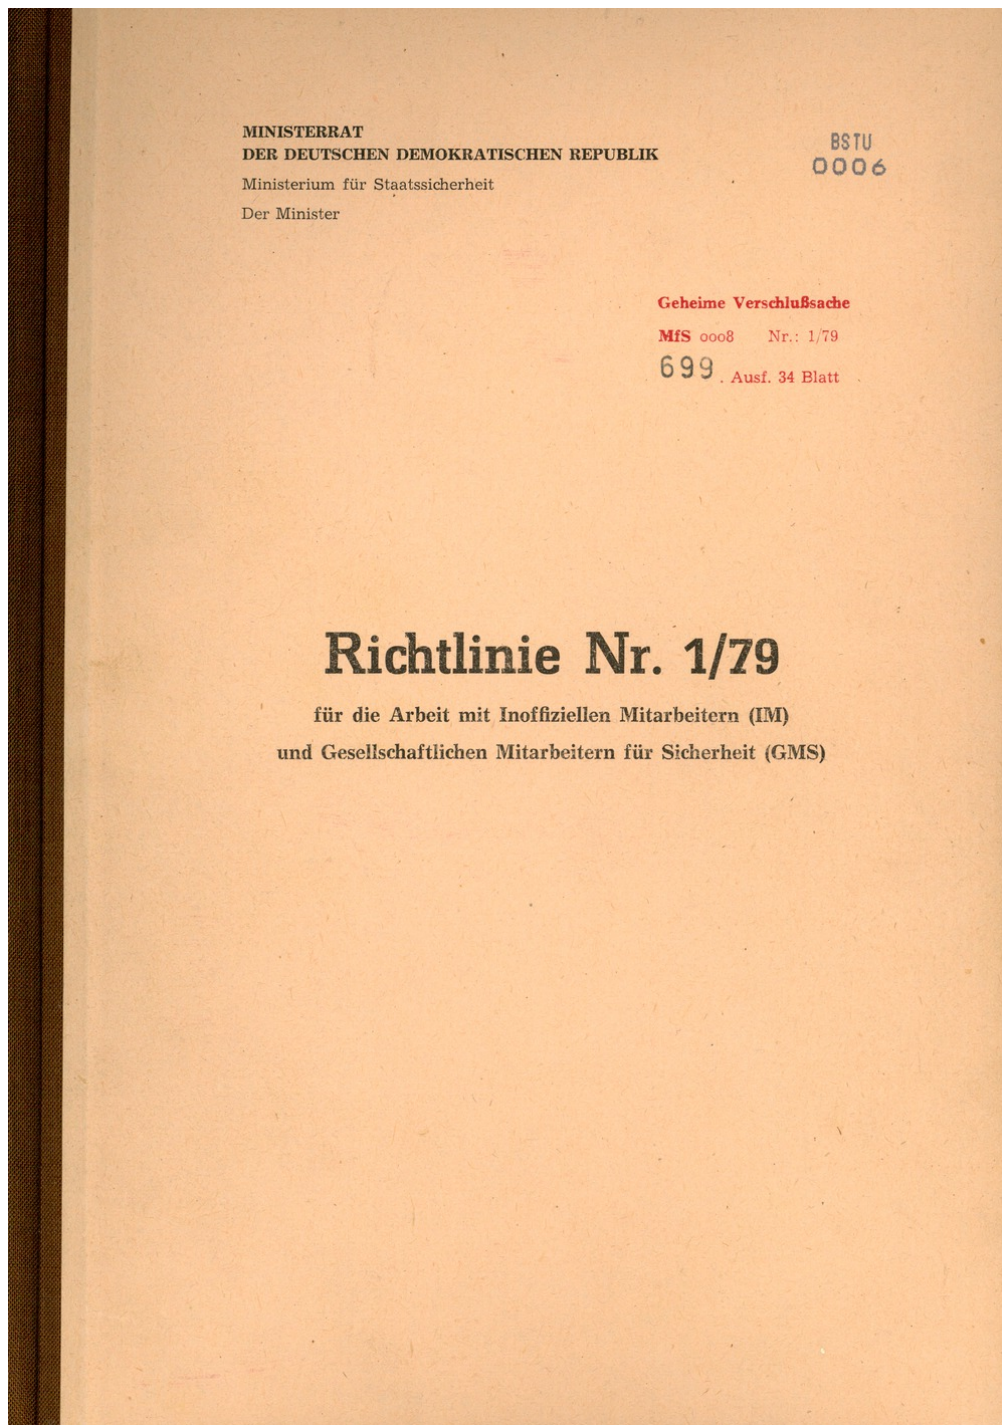 MINISTERRAT
DER DEUTSCHEN DEMOKRATISCHEN REPUBLIK
Ministerium für Staatssicherheit
Der Minister
BSTU
0006
Geheime Verschlußsache
MfS ooo8 Nr.: 1/79
699. Ausf. 34 Blatt
Richtlinie Nr. 1/79
für die Arbeit mit Inoffiziellen Mitarbeitern (IM)
und Gesellschaftlichen Mitarbeitern für Sicherheit (GMS)